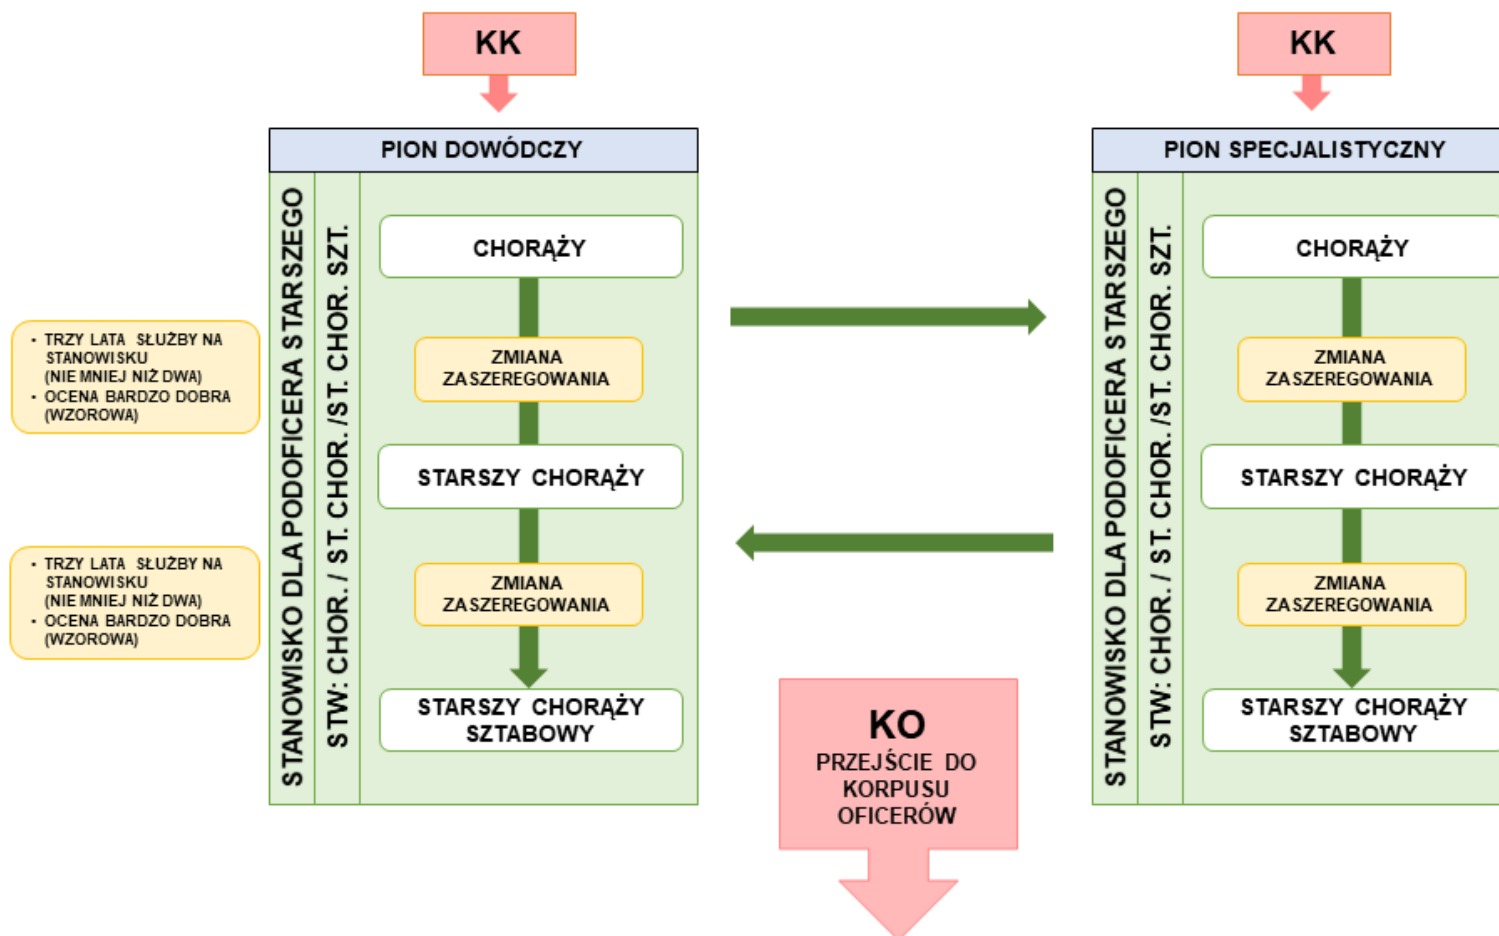 KK
KK
PION DOWÓDCZY
STANOWISKO DLA PODOFICERA STARSZEGO
STW: CHOR. / ST. CHOR. /ST. CHOR. SZT.
CHORĄŻY
ZMIANA
ZASZEREGOWANIA
STARSZY CHORĄŻY
ZMIANA
ZASZEREGOWANIA
STARSZY CHORĄŻY
SZTABOWY
• TRZY LATA SŁUŻBY NA
STANOWISKU
(NIE MNIEJ NIŻ DWA)
• OCENA BARDZO DOBRA
(WZOROWA)
• TRZY LATA SŁUŻBY NA
STANOWISKU
(NIE MNIEJ NIŻ DWA)
• OCENA BARDZO DOBRA
(WZOROWA)
KO
PRZEJŚCIE DO
KORPUSU
OFICERÓW
PION SPECJALISTYCZNY
STANOWISKO DLA PODOFICERA STARSZEGO
STW: CHOR. / ST. CHOR. /ST. CHOR. SZT.
CHORĄŻY
ZMIANA
ZASZEREGOWANIA
STARSZY CHORĄŻY
ZMIANA
ZASZEREGOWANIA
STARSZY CHORĄŻY
SZTABOWY